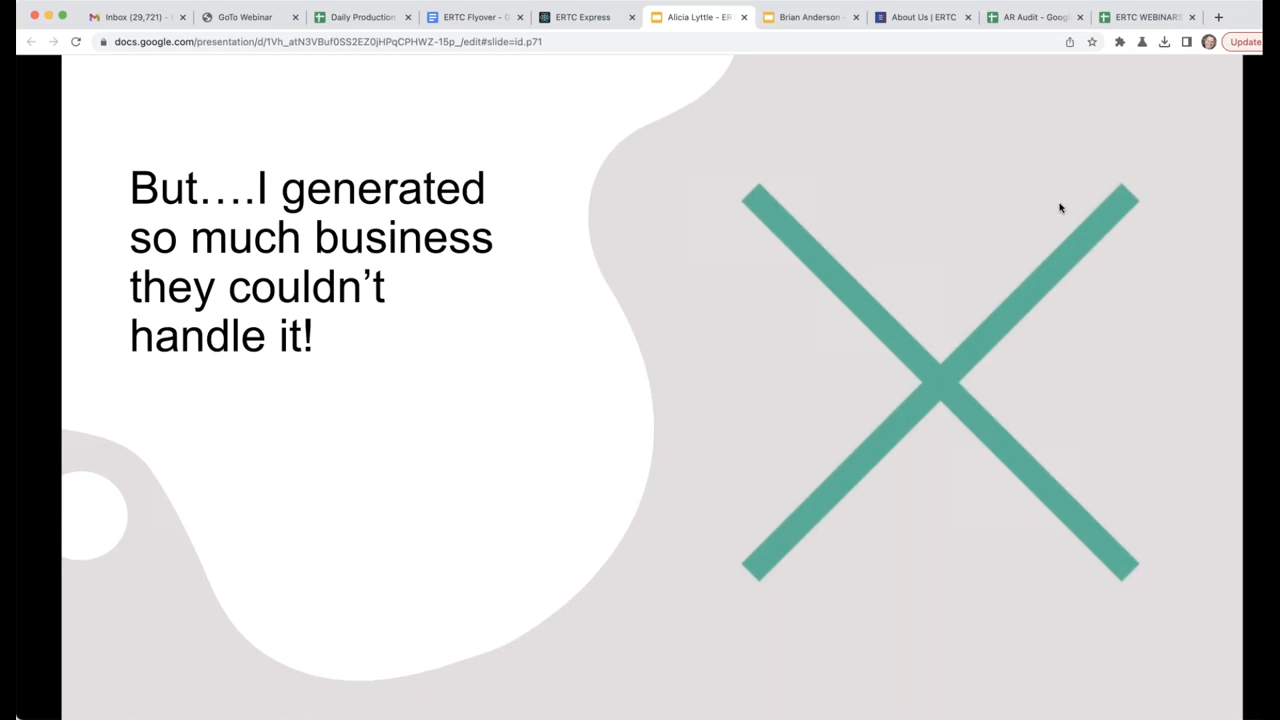 Inbox (29,721) -
GoTo Webinar
Daily Production
ERTC Flyover - G
ERTC Express
Alicia Lyttle - ER
Brian Anderson -
About Us | ERTC
AR Audit - Googl
ERTC WEBINAR
docs.google.com/presentation/d/1Vh_atN3VBuf0SS2EZ0jHPqCPHWZ-15p_/edit#slide=id.p71
Update
But….I generated
so much business
they couldn’t
handle it!